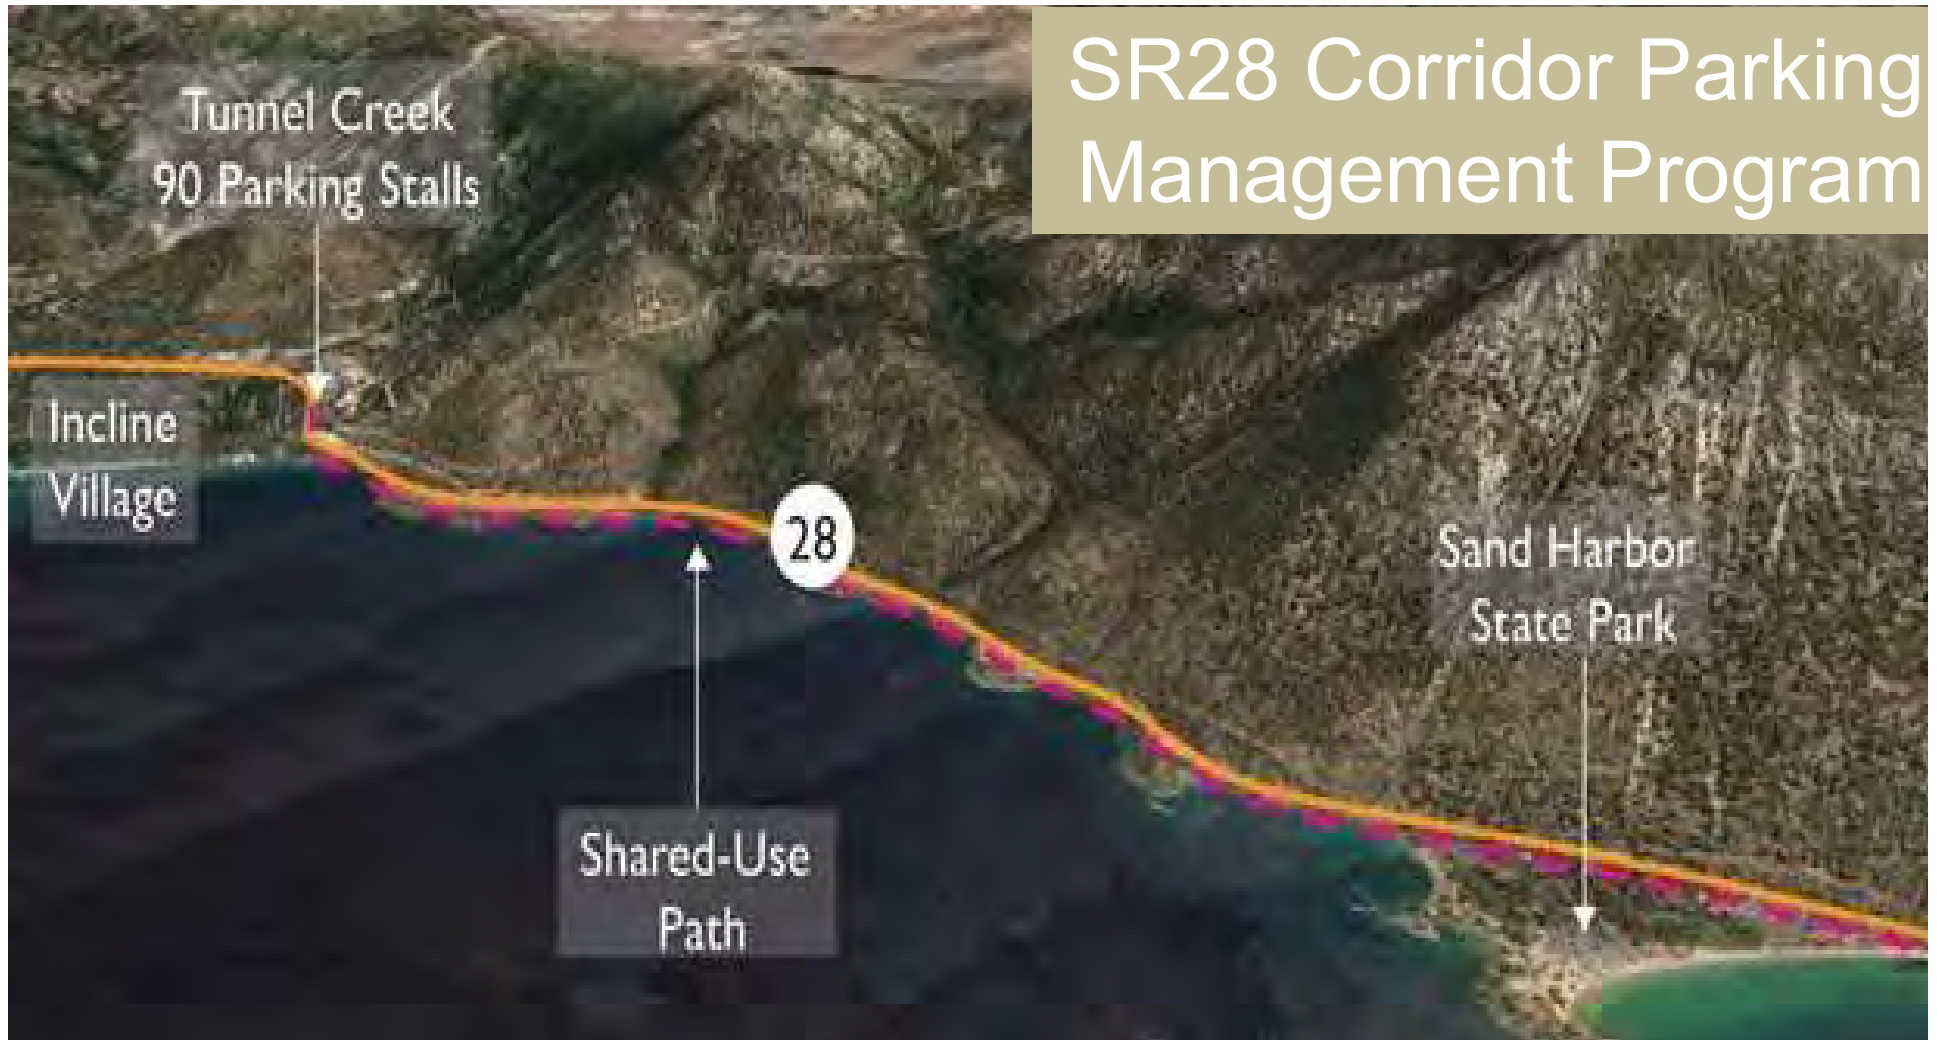 SR28 Corridor Parking
Management Program
Tunnel Creek
90 Parking Stalls
Incline
Village
28
Sand Harbor
State Park
Shared-Use
Path